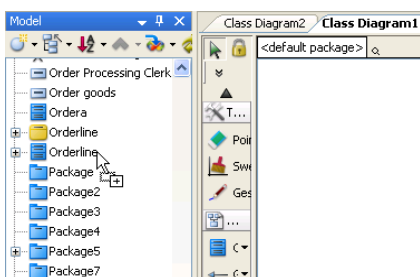 Model
Class Diagram2
Class Diagram1
<default package>
Order Processing Clerk
Order goods
Ordera
Orderline
Orderline
Package
Package2
Package3
Package4
Package5
Package7
T...
Poi
Swe
Ges
...